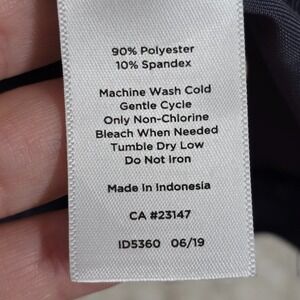 90% Polyester
10% Spandex
Machine Wash Cold
Gentle Cycle
Only Non-Chlorine
Bleach When Needed
Tumble Dry Low
Do Not Iron
Made In Indonesia
CA #23147
ID5360 06/19